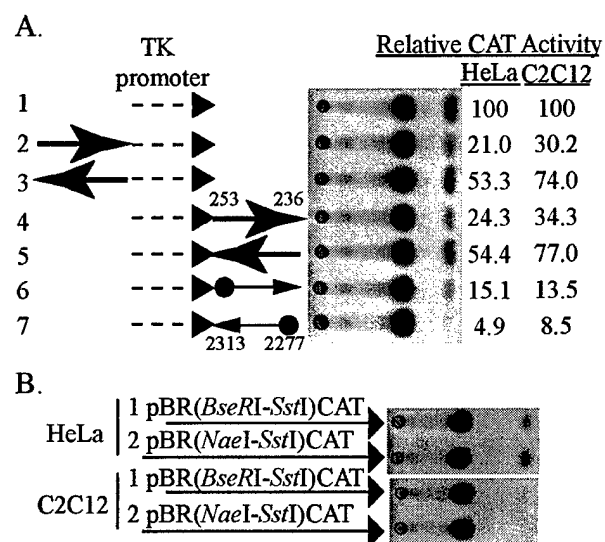 A.
TK promoter
Relative CAT Activity
HeLa C2C12
1 100 100
2 21.0 30.2
3 53.3 74.0
253 236
4 24.3 34.3
5 54.4 77.0
6 15.1 13.5
7 4.9 8.5
2313 2277
B.
HeLa
1 pBR(BseRI-SstI)CAT
2 pBR(NaeI-SstI)CAT
C2C12
1 pBR(BseRI-SstI)CAT
2 pBR(NaeI-SstI)CAT